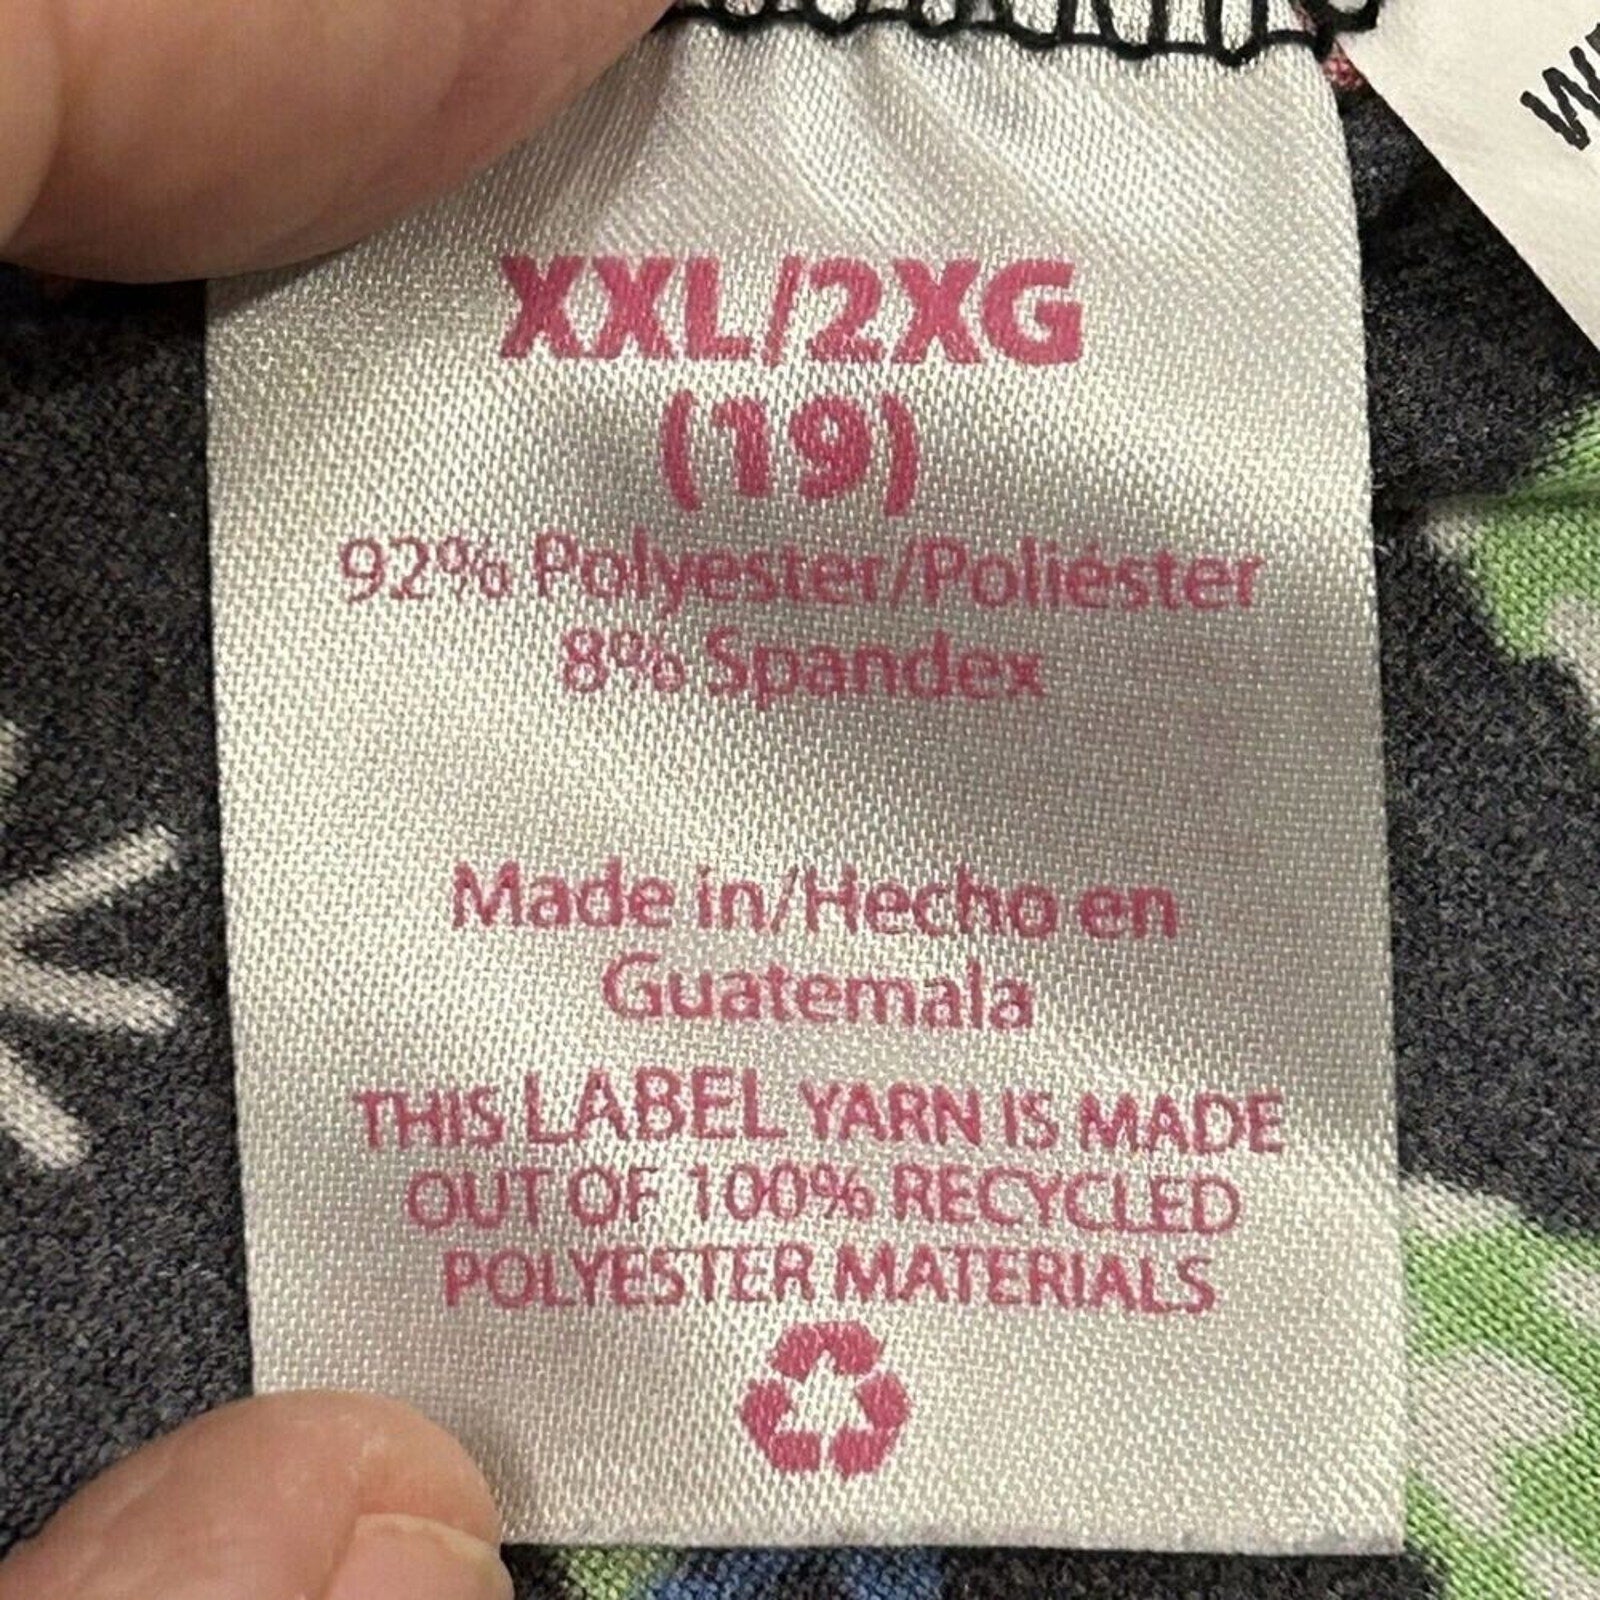 XXL/2XG
(19)
92% Polyester/Poliéster
8% Spandex
Made in/Hecho en
Guatemala
THIS LABEL YARN IS MADE
OUT OF 100% RECYCLED
POLYESTER MATERIALS